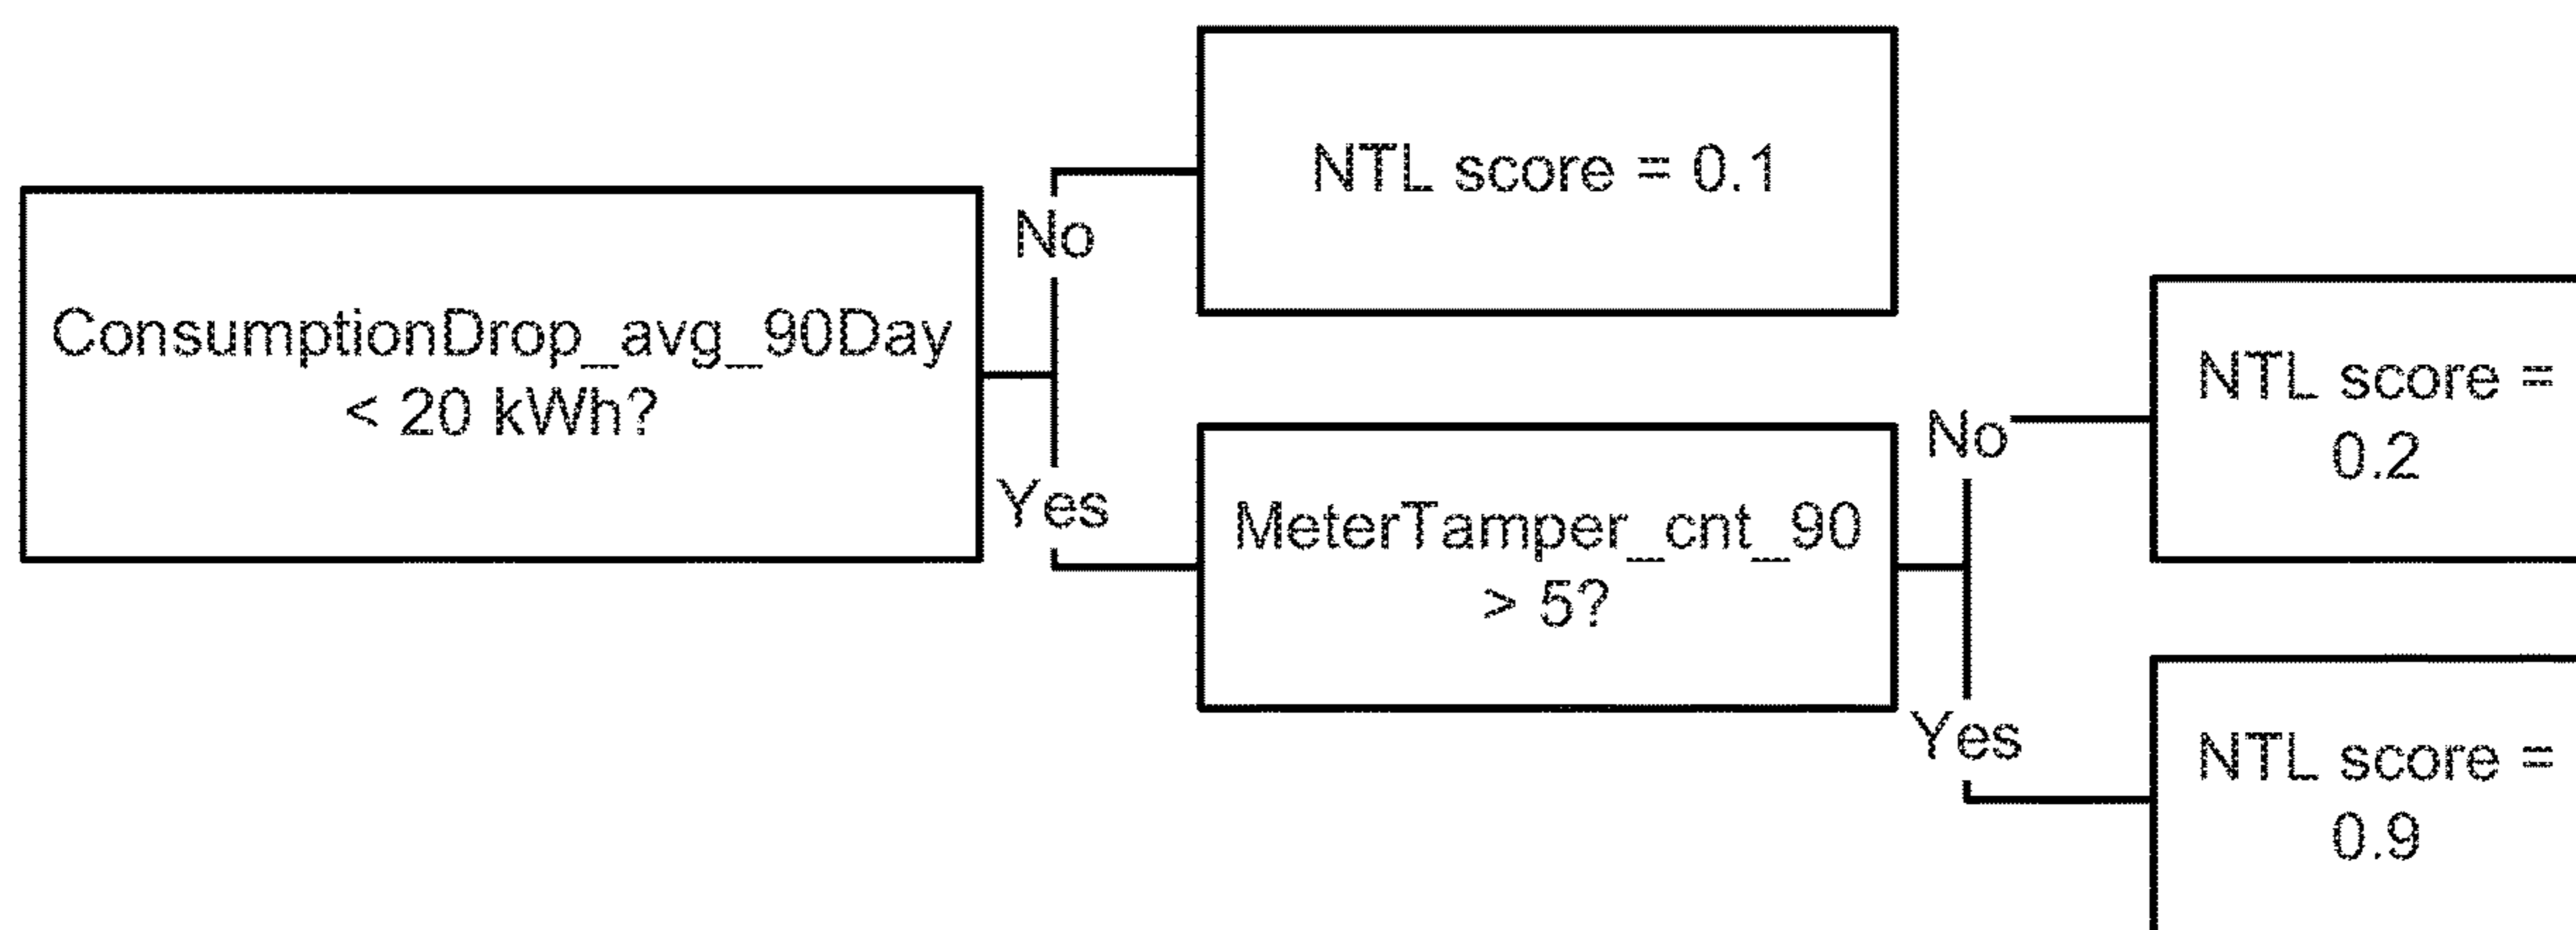 ConsumptionDrop_avg_90Day
< 20 kWh?
No
Yes
NTL score = 0.1
MeterTamper_cnt_90
> 5?
No
Yes
NTL score =
0.2
NTL score =
0.9